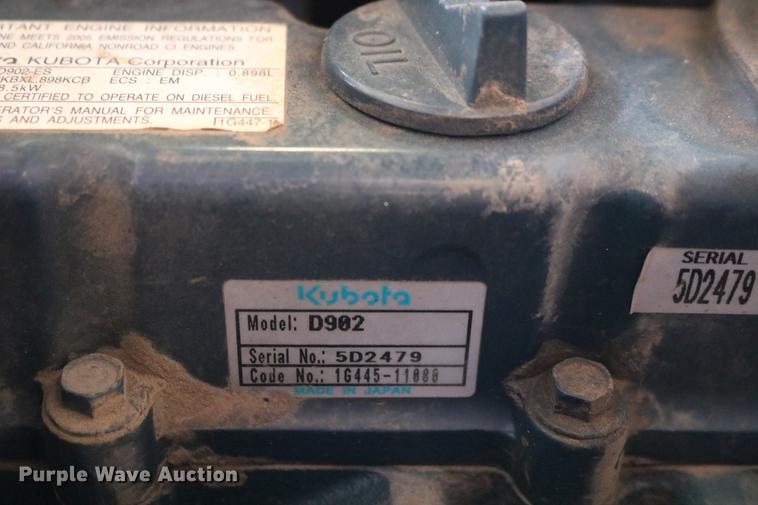 TANT ENGINE INFORMATION
NE MEETS 2005 EMISSION REGULATIONS FOR
ND CALIFORNIA NONROAD CI ENGINES.
KUBOTA Corporation
D902-ES ENGINE DISP. : 0.898L
KBXL.898KCB ECS : EM
8.5kW
CERTIFIED TO OPERATE ON DIESEL FUEL
ERATOR'S MANUAL FOR MAINTENANCE
S AND ADJUSTMENTS. 1G447-1
OIL
SERIAL
5D2479
Kubota
Model: D902
Serial No.: 5D2479
Code No.: 1G445-11080
MADE IN JAPAN
Purple Wave Auction